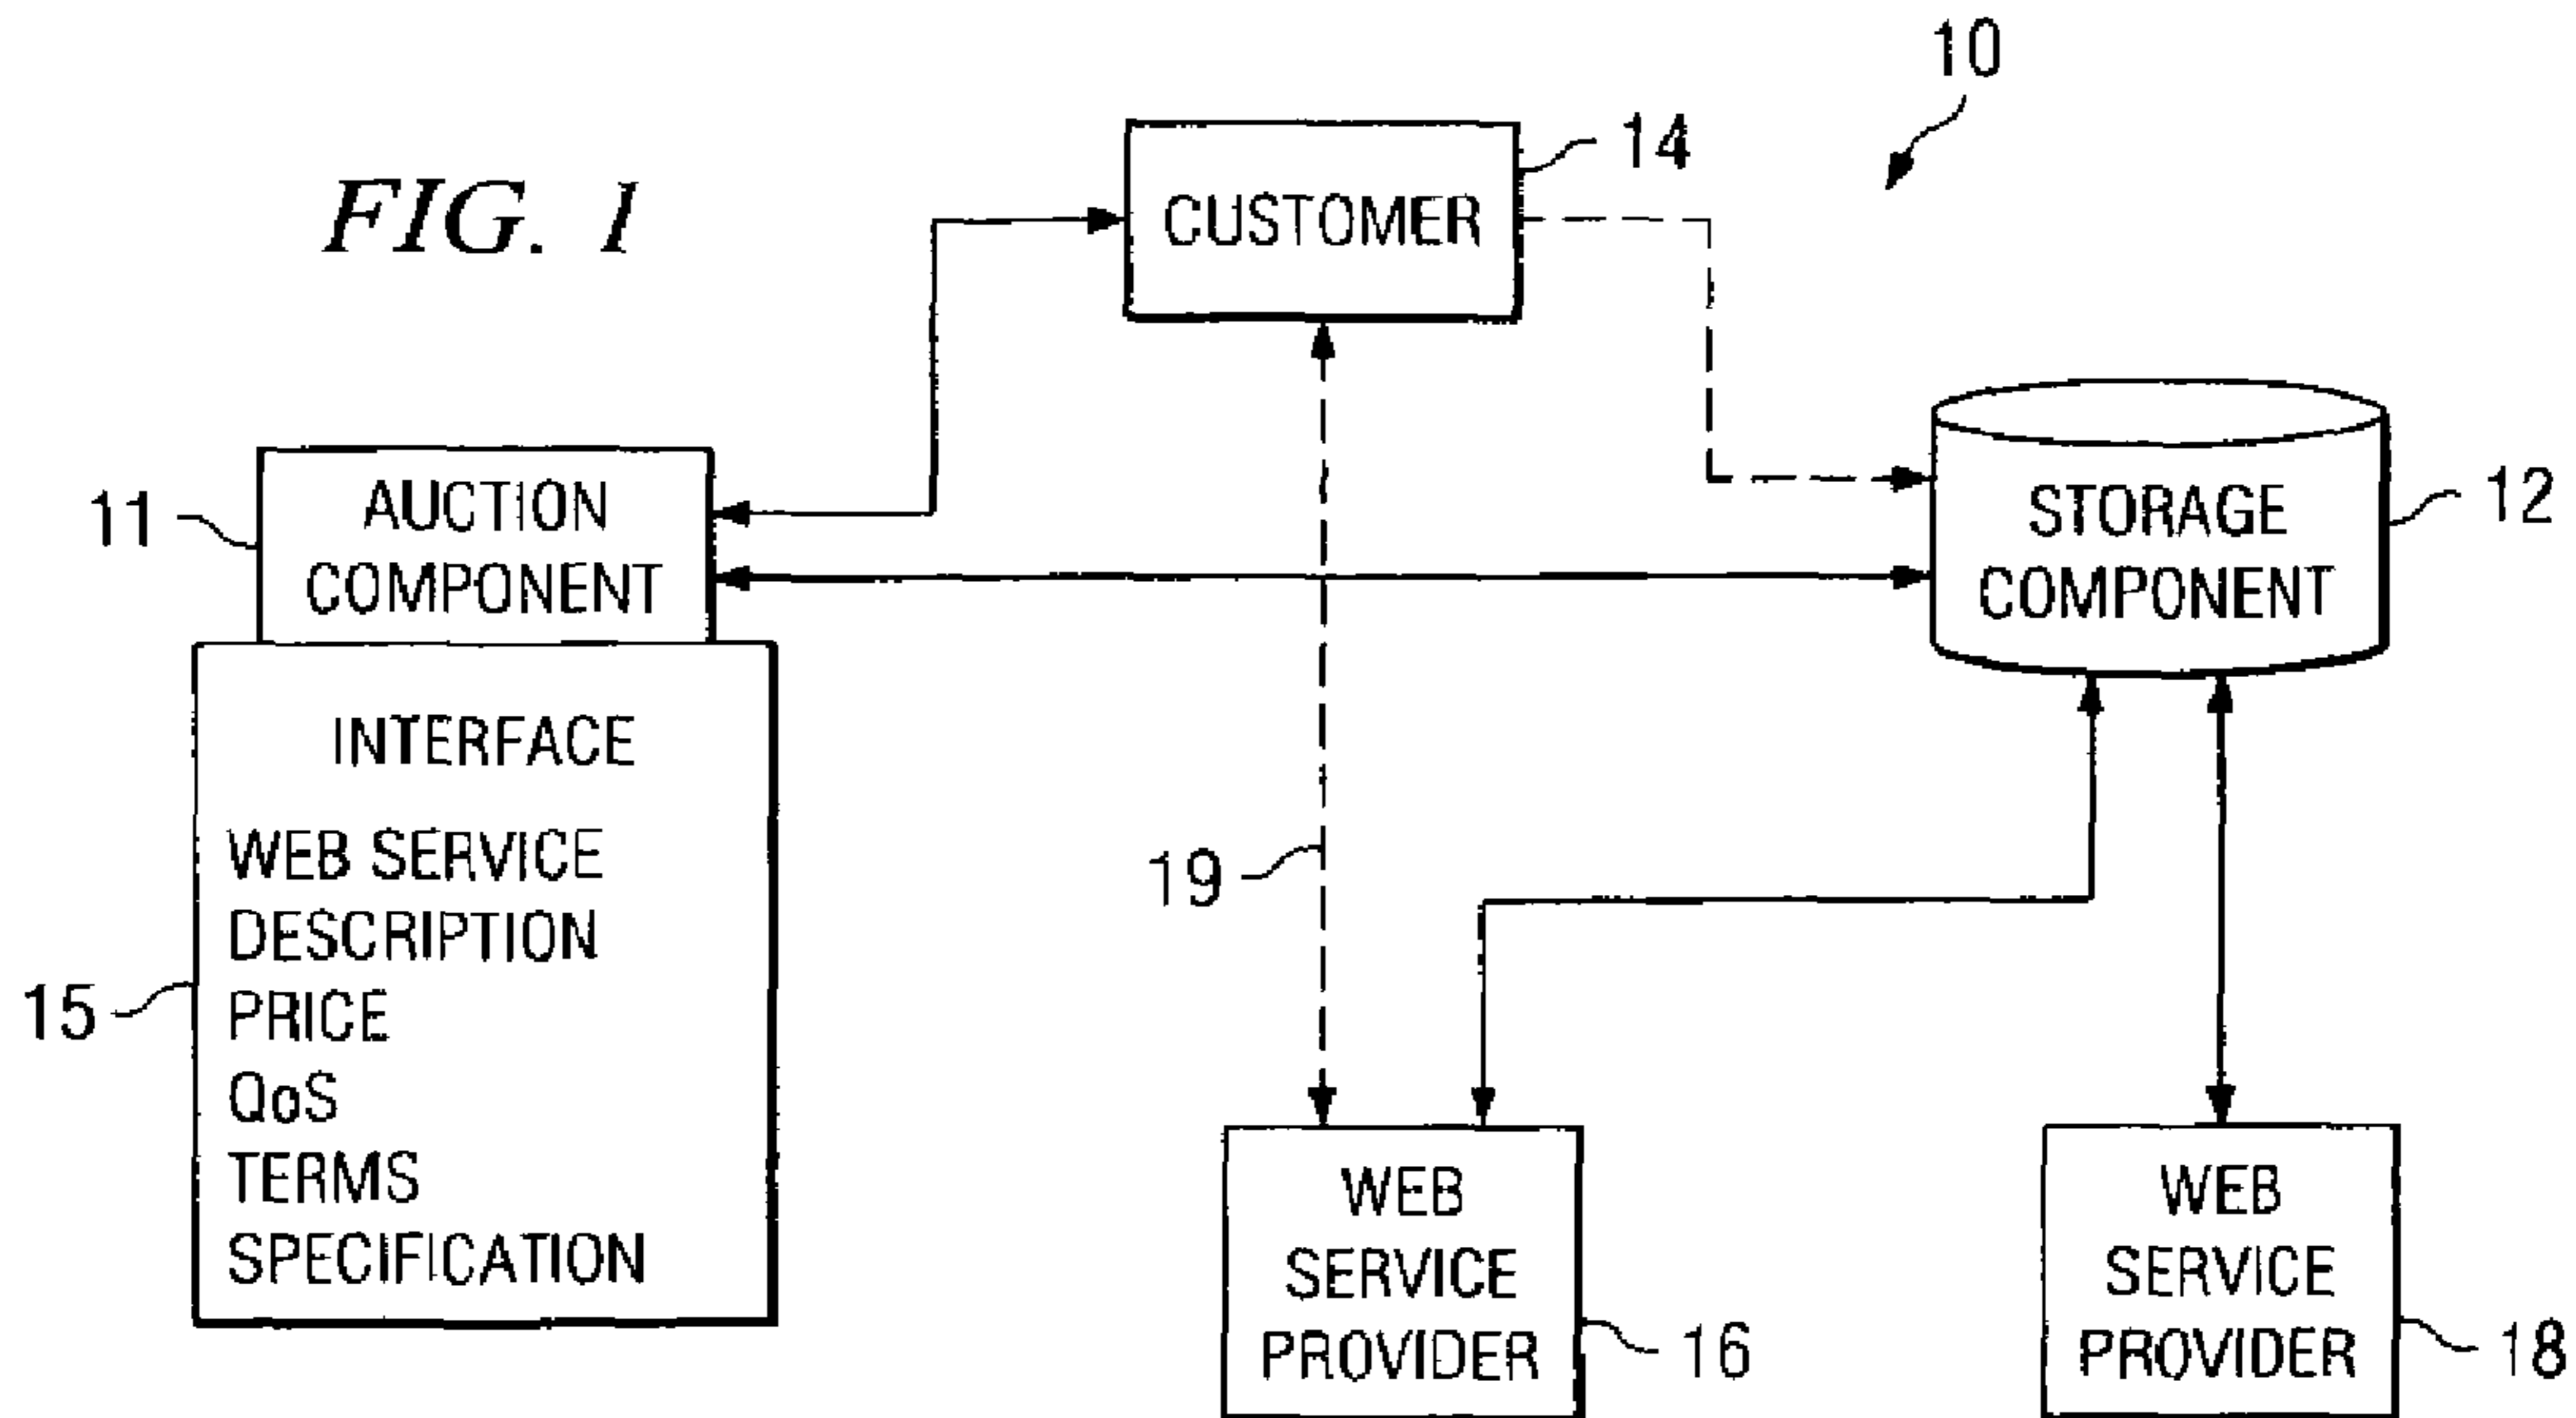 FIG. 1
10
14
CUSTOMER
11
AUCTION
COMPONENT
STORAGE
COMPONENT
12
INTERFACE
WEB SERVICE
DESCRIPTION
PRICE
QoS
TERMS
SPECIFICATION
15
19
WEB
SERVICE
PROVIDER
16
WEB
SERVICE
PROVIDER
18